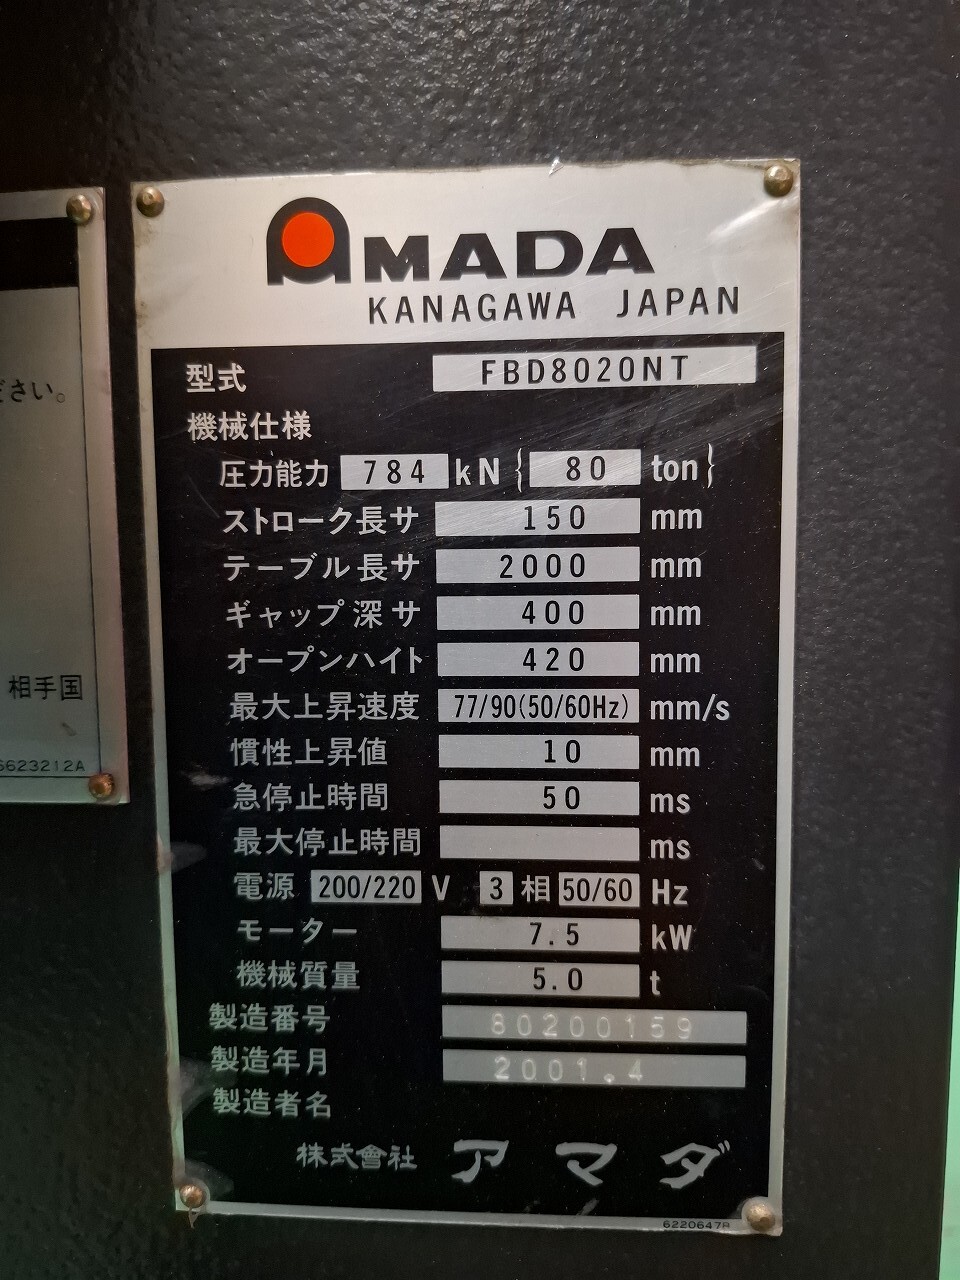 AMADA
KANAGAWA JAPAN
型式 FBD8020NT
機械仕様
圧力能力 784 kN {80 ton}
ストローク長サ 150 mm
テーブル長サ 2000 mm
ギャップ深サ 400 mm
オープンハイト 420 mm
最大上昇速度 77/90(50/60Hz) mm/s
慣性上昇値 10 mm
急停止時間 50 ms
最大停止時間 ms
電源 200/220 V 3 相 50/60 Hz
モーター 7.5 kW
機械質量 5.0 t
製造番号 80200159
製造年月 2001.4
製造者名
株式會社 アマダ
6220647R
ださい。
相手国
6623212A